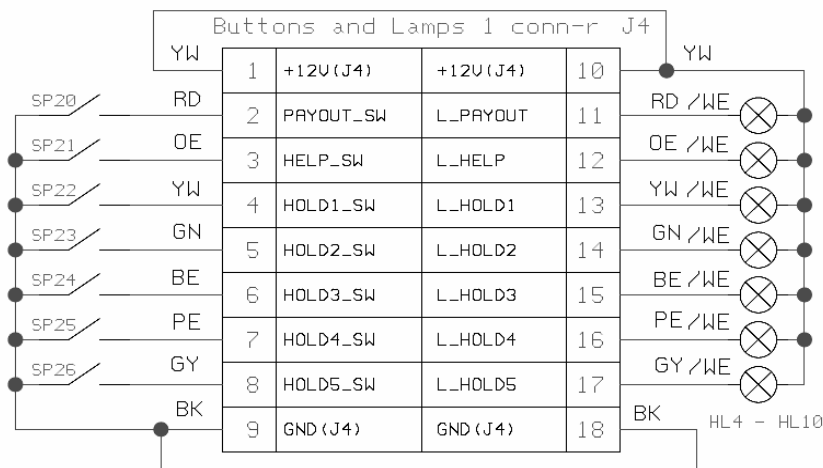 Buttons and Lamps 1 conn-r J4
YW YW
1 +12V(J4) +12V(J4) 10
SP20 RD 2 PAYOUT_SW L_PAYOUT 11 RD/WE
SP21 OE 3 HELP_SW L_HELP 12 OE/WE
SP22 YW 4 HOLD1_SW L_HOLD1 13 YW/WE
SP23 GN 5 HOLD2_SW L_HOLD2 14 GN/WE
SP24 BE 6 HOLD3_SW L_HOLD3 15 BE/WE
SP25 PE 7 HOLD4_SW L_HOLD4 16 PE/WE
SP26 GY 8 HOLD5_SW L_HOLD5 17 GY/WE
BK 9 GND(J4) GND(J4) 18 BK
HL4 - HL10